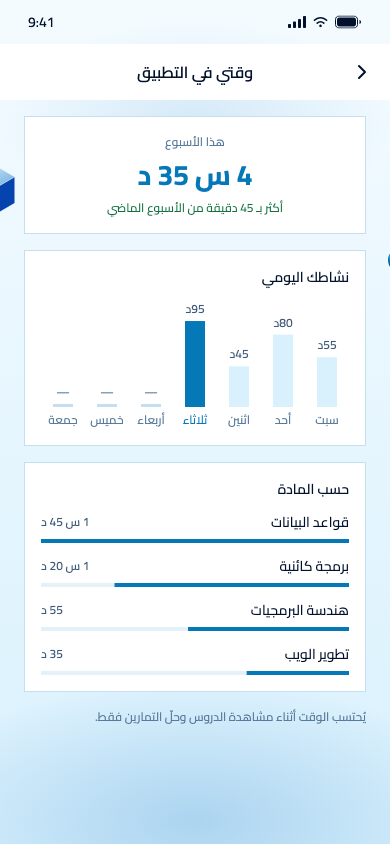 9:41
وقتي في التطبيق
هذا الأسبوع
4 س 35 د
أكثر بـ 45 دقيقة من الأسبوع الماضي
نشاطك اليومي
55د 80د 45د 95د — — —
سبت أحد اثنين ثلاثاء أربعاء خميس جمعة
حسب المادة
قواعد البيانات 1 س 45 د
برمجة كائنية 1 س 20 د
هندسة البرمجيات 55 د
تطوير الويب 35 د
يُحتسب الوقت أثناء مشاهدة الدروس وحلّ التمارين فقط.